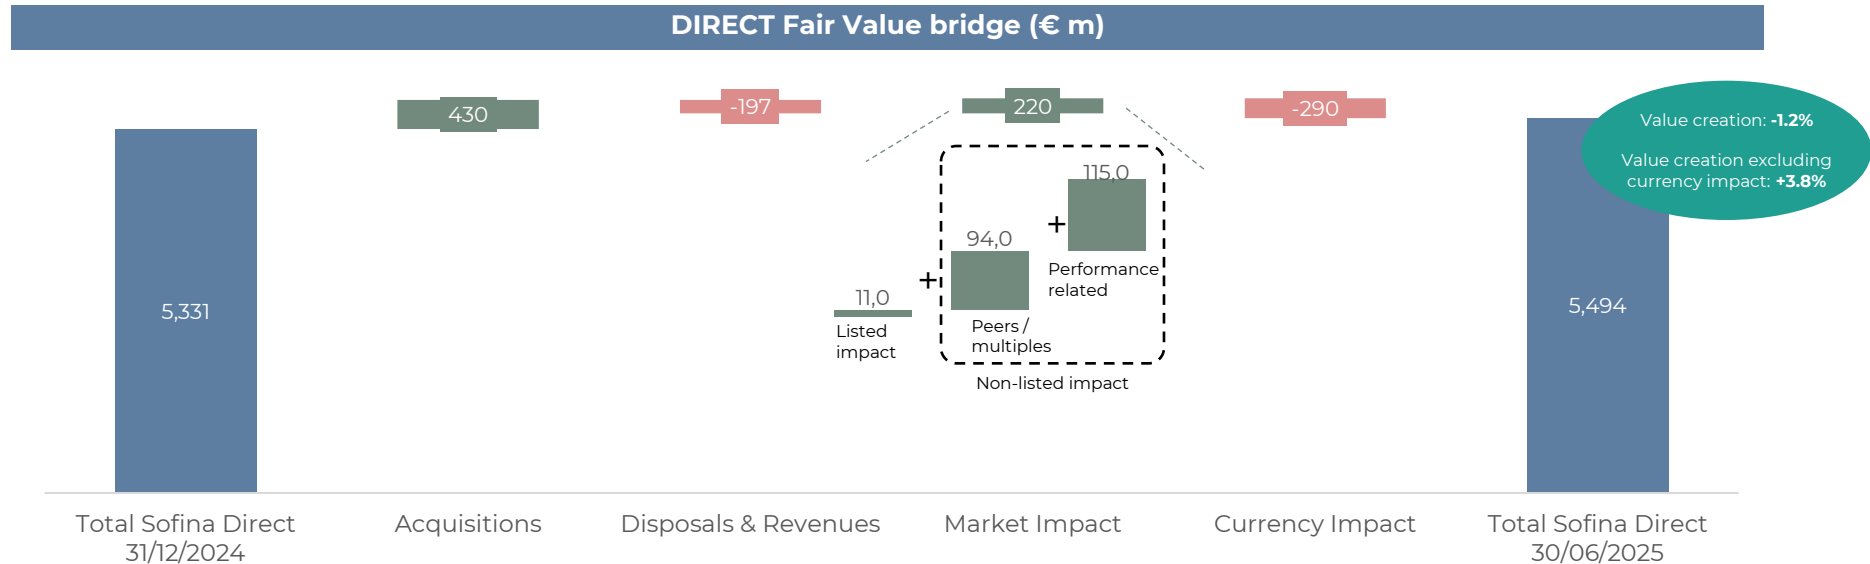 DIRECT Fair Value bridge (€ m)
430
-197
220
-290
Value creation: -1.2%
Value creation excluding
currency impact: +3.8%
115,0
94,0
+
Performance
related
+
11,0
5,331
5,494
Listed
impact
Peers /
multiples
Non-listed impact
Total Sofina Direct
31/12/2024
Acquisitions
Disposals & Revenues
Market Impact
Currency Impact
Total Sofina Direct
30/06/2025